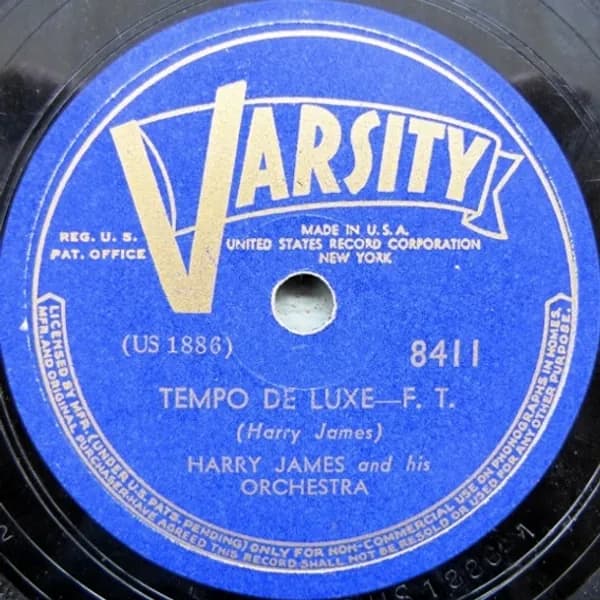 VARSITY
REG. U. S.
PAT. OFFICE
MADE IN U.S.A.
UNITED STATES RECORD CORPORATION
NEW YORK
(US 1886)
8411
TEMPO DE LUXE—F. T.
(Harry James)
HARRY JAMES and his
ORCHESTRA
LICENSED BY MFR. (UNDER U.S. PATS. PENDING) ONLY FOR NON-COMMERCIAL USE ON PHONOGRAPHS IN HOMES.
MFR. AND ORIGINAL PURCHASER HAVE AGREED THIS RECORD SHALL NOT BE RESOLD OR USED FOR ANY OTHER PURPOSE.